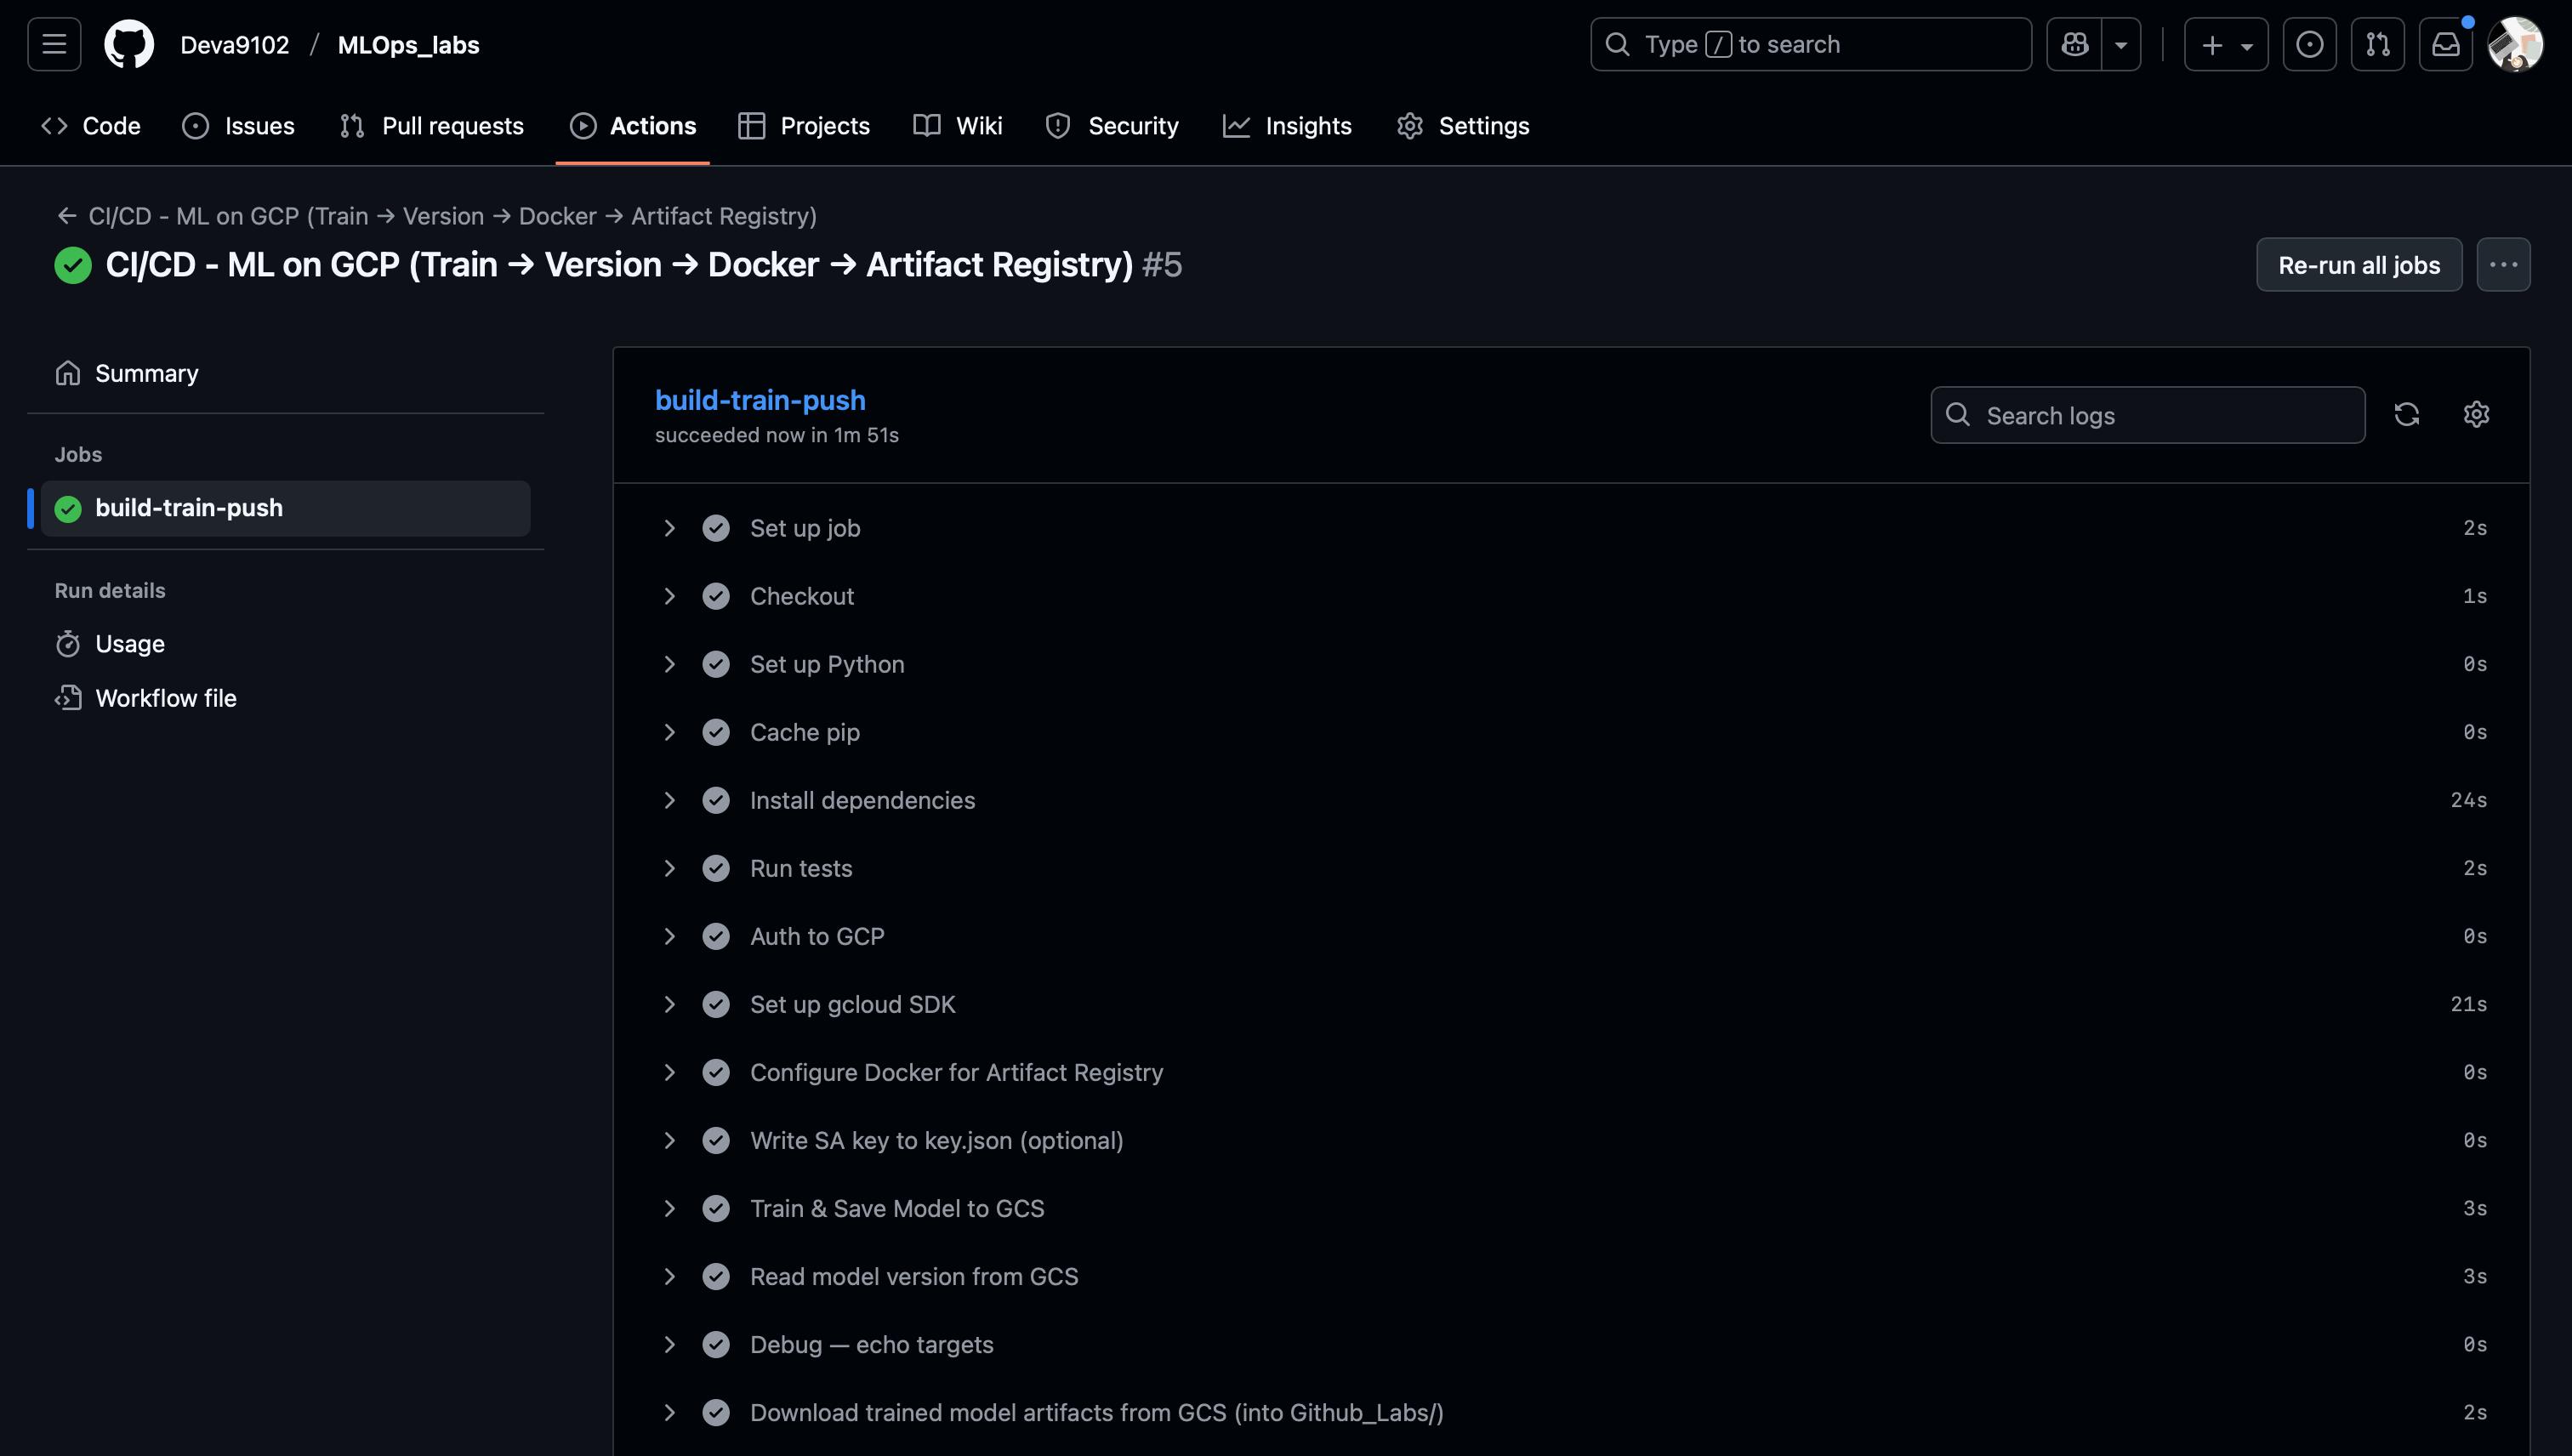 Deva9102 / MLOps_labs
Type / to search
Code Issues Pull requests Actions Projects Wiki Security Insights Settings
← CI/CD - ML on GCP (Train → Version → Docker → Artifact Registry)
CI/CD - ML on GCP (Train → Version → Docker → Artifact Registry) #5
Re-run all jobs
Summary
Jobs
build-train-push
Run details
Usage
Workflow file
build-train-push
succeeded now in 1m 51s
Search logs
Set up job 2s
Checkout 1s
Set up Python 0s
Cache pip 0s
Install dependencies 24s
Run tests 2s
Auth to GCP 0s
Set up gcloud SDK 21s
Configure Docker for Artifact Registry 0s
Write SA key to key.json (optional) 0s
Train & Save Model to GCS 3s
Read model version from GCS 3s
Debug — echo targets 0s
Download trained model artifacts from GCS (into Github_Labs/) 2s